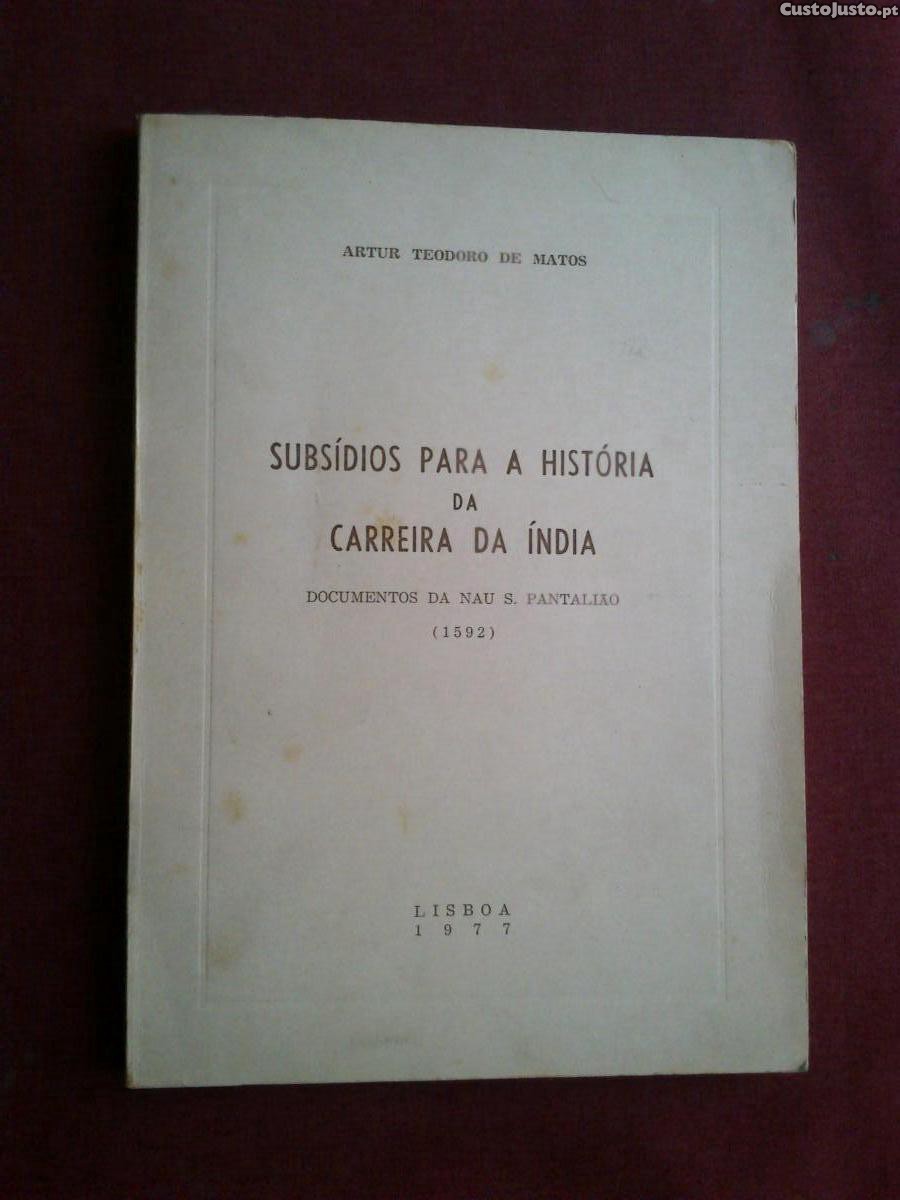 CustoJusto.pt
ARTUR TEODORO DE MATOS
SUBSÍDIOS PARA A HISTÓRIA
DA
CARREIRA DA ÍNDIA
DOCUMENTOS DA NAU S. PANTALIÃO
(1592)
LISBOA
1977